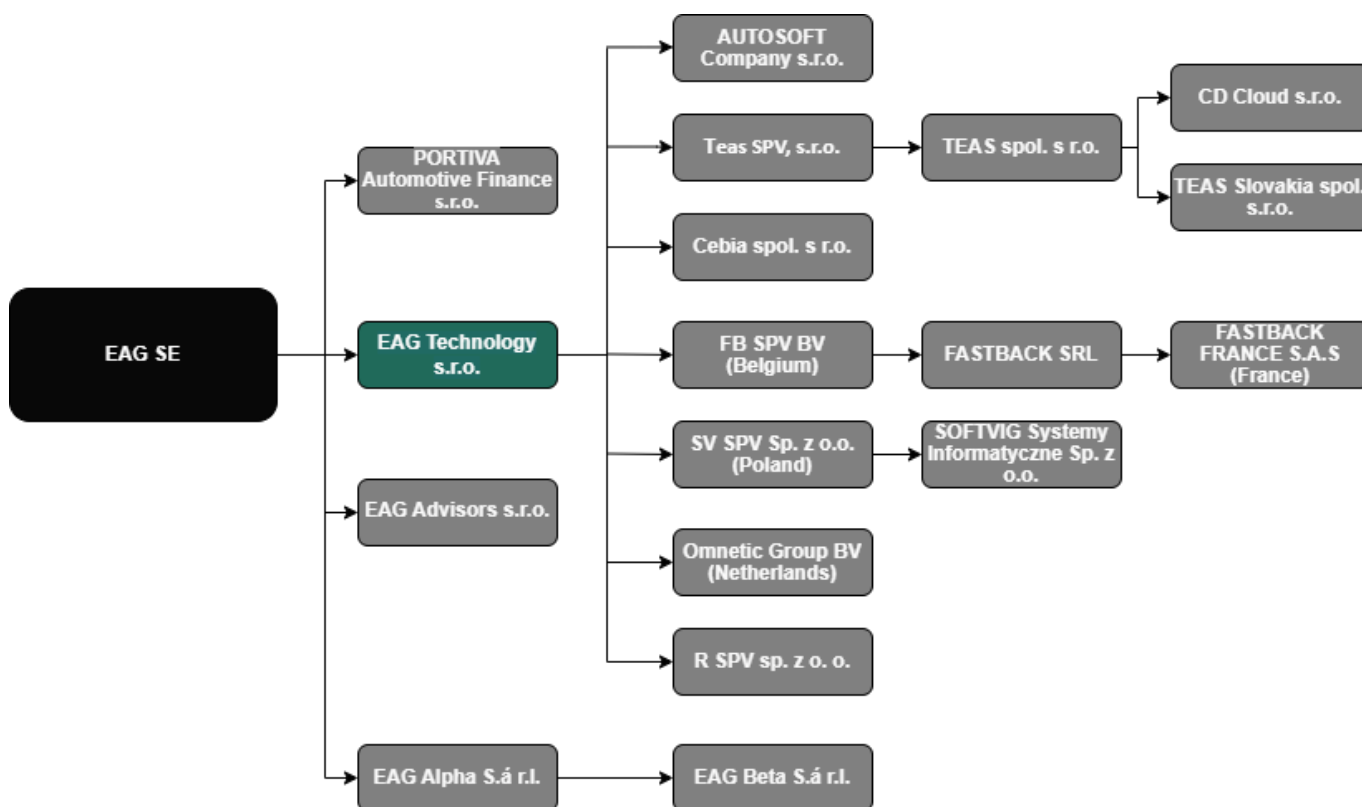 AUTOSOFT
Company s.r.o.
CD Cloud s.r.o.
Teas SPV, s.r.o.
TEAS spol. s r.o.
PORTIVA
Automotive Finance
s.r.o.
TEAS Slovakia spol.
s.r.o.
Cebia spol. s r.o.
EAG SE
EAG Technology
s.r.o.
FB SPV BV
(Belgium)
FASTBACK SRL
FASTBACK
FRANCE S.A.S
(France)
SV SPV Sp. z o.o.
(Poland)
SOFTVIG Systemy
Informatyczne Sp. z
o.o.
EAG Advisors s.r.o.
Omnetic Group BV
(Netherlands)
R SPV sp. z o. o.
EAG Alpha S.á r.l.
EAG Beta S.á r.l.